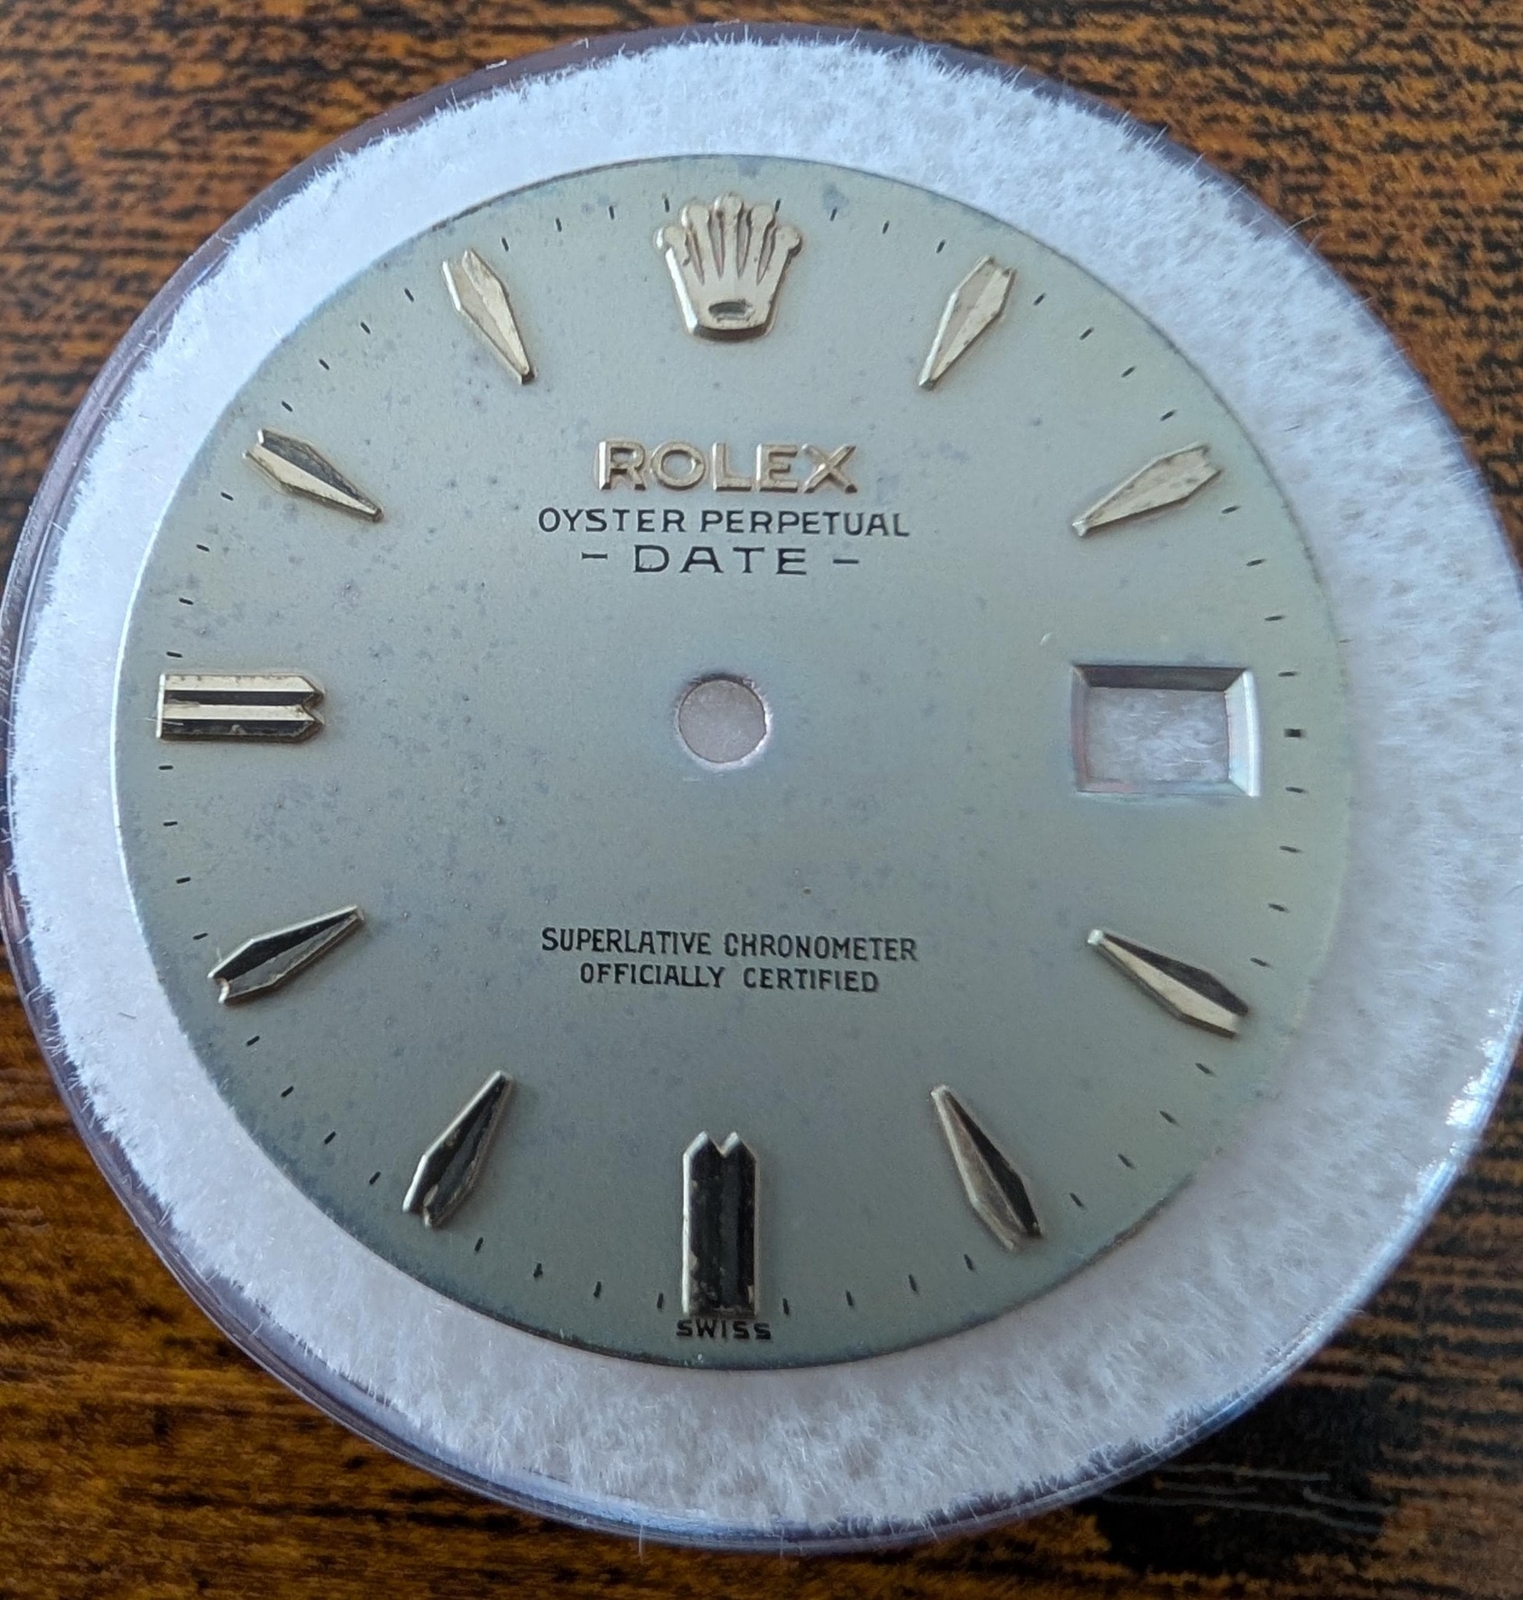 ROLEX
OYSTER PERPETUAL
- DATE -
SUPERLATIVE CHRONOMETER
OFFICIALLY CERTIFIED
SWISS